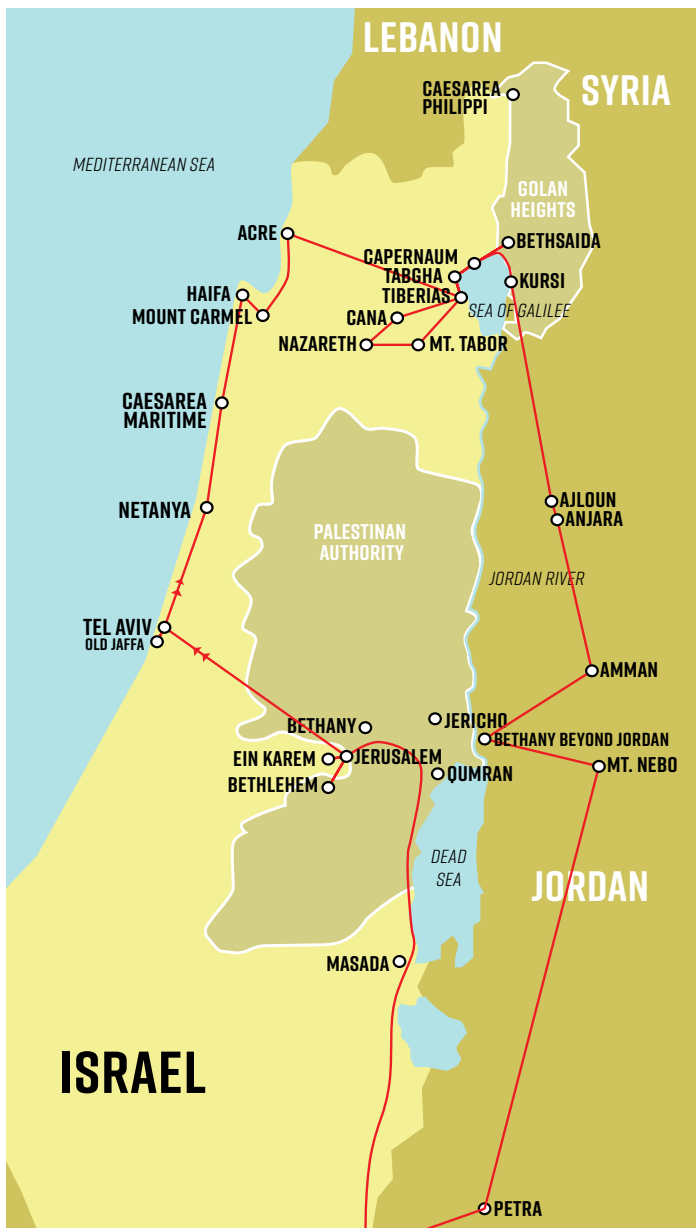 LEBANON
CAESAREA
PHILIPPI
SYRIA
MEDITERRANEAN SEA
GOLAN
HEIGHTS
ACRE
BETHSAIDA
CAPERNAUM
TABGHA
KURSI
HAIFA
TIBERIAS
SEA OF GALILEE
MOUNT CARMEL
CANA
NAZARETH
MT. TABOR
CAESAREA
MARITIME
NETANYA
AJLOUN
ANJARA
PALESTINAN
AUTHORITY
JORDAN RIVER
TEL AVIV
OLD JAFFA
AMMAN
BETHANY
JERICHO
BETHANY BEYOND JORDAN
EIN KAREM
JERUSALEM
MT. NEBO
QUMRAN
BETHLEHEM
DEAD
SEA
JORDAN
MASADA
ISRAEL
PETRA